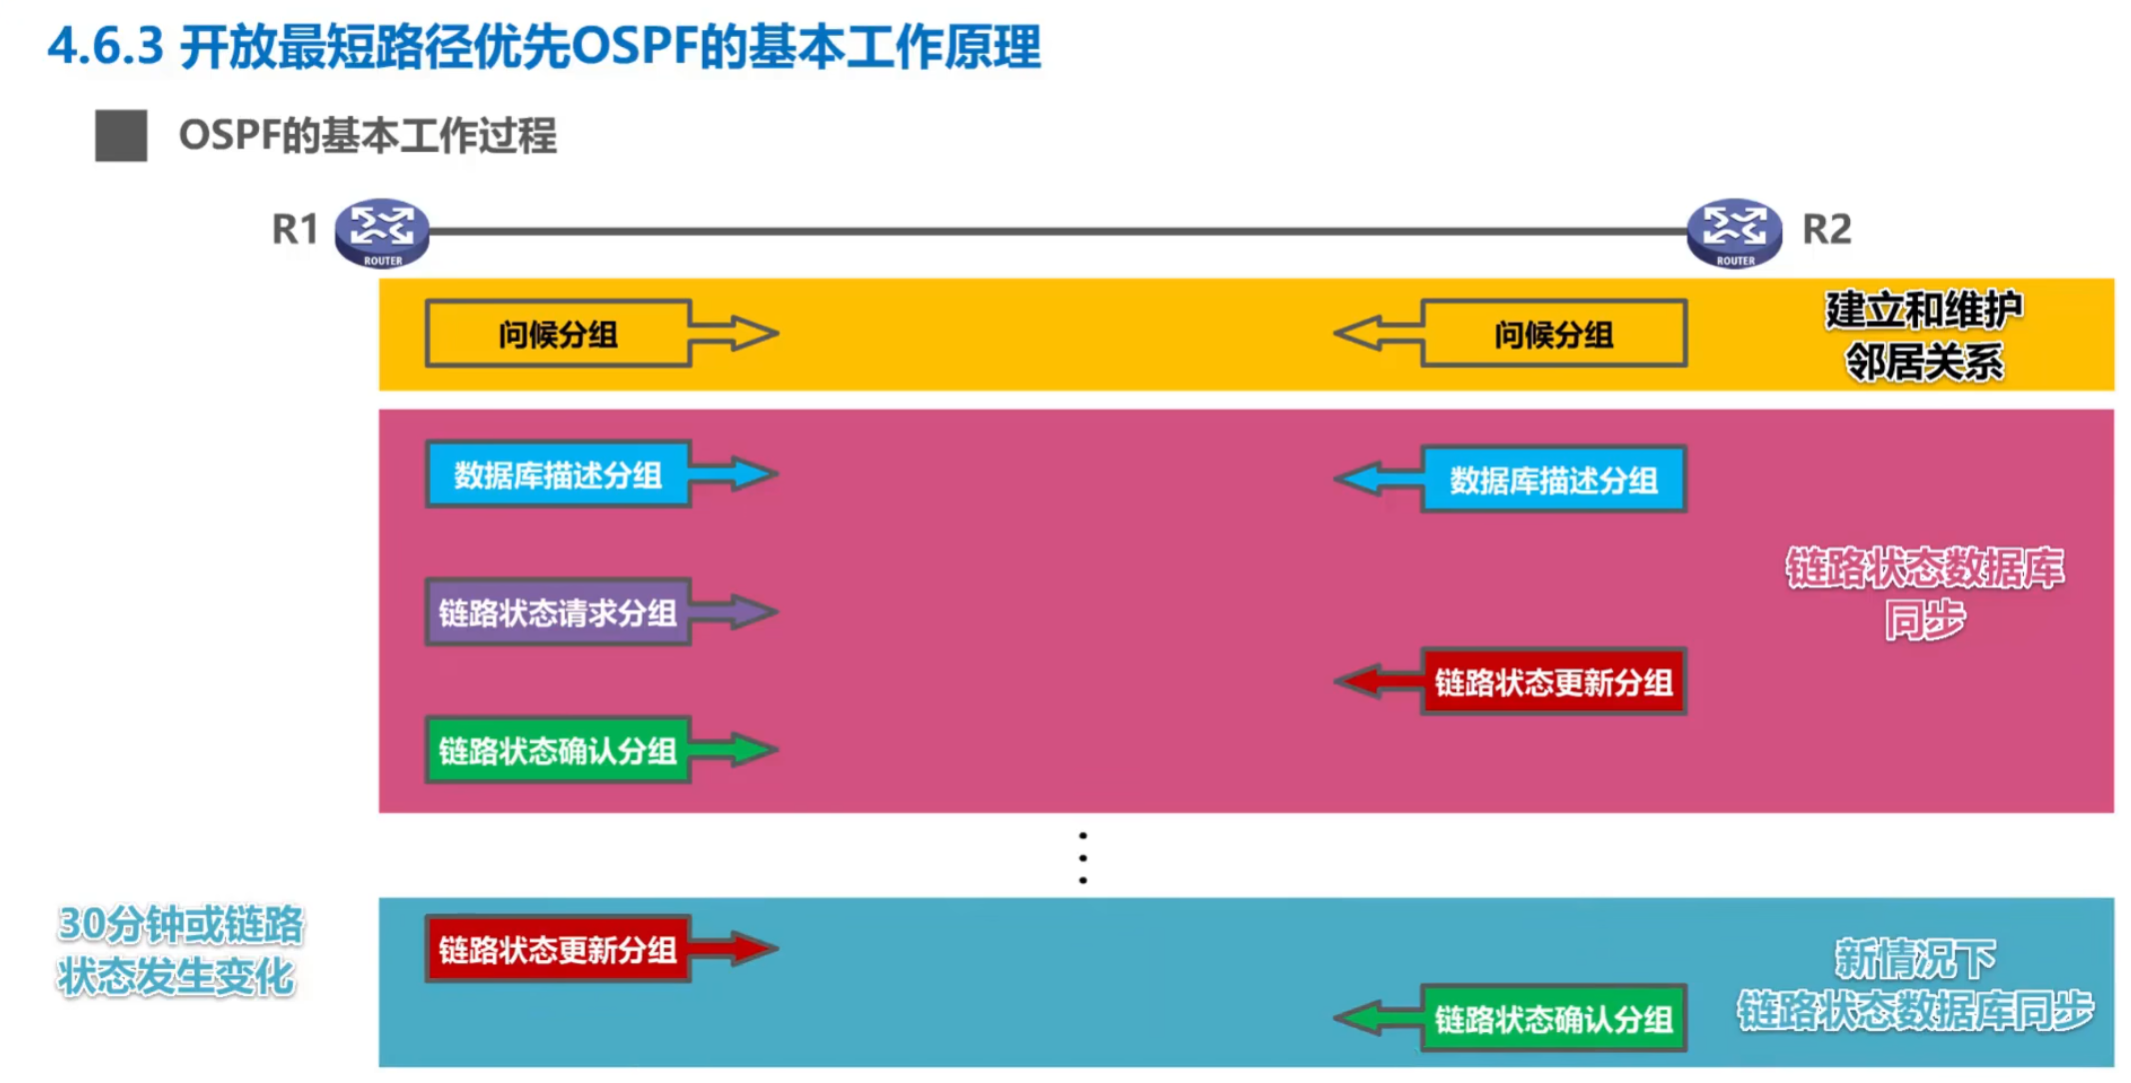 4.6.3 开放最短路径优先OSPF的基本工作原理
OSPF的基本工作过程
R1
ROUTER
ROUTER
R2
问候分组
问候分组
建立和维护
邻居关系
数据库描述分组
数据库描述分组
链路状态请求分组
链路状态数据库
同步
链路状态更新分组
链路状态确认分组
30分钟或链路
状态发生变化
链路状态更新分组
新情况下
链路状态数据库同步
链路状态确认分组